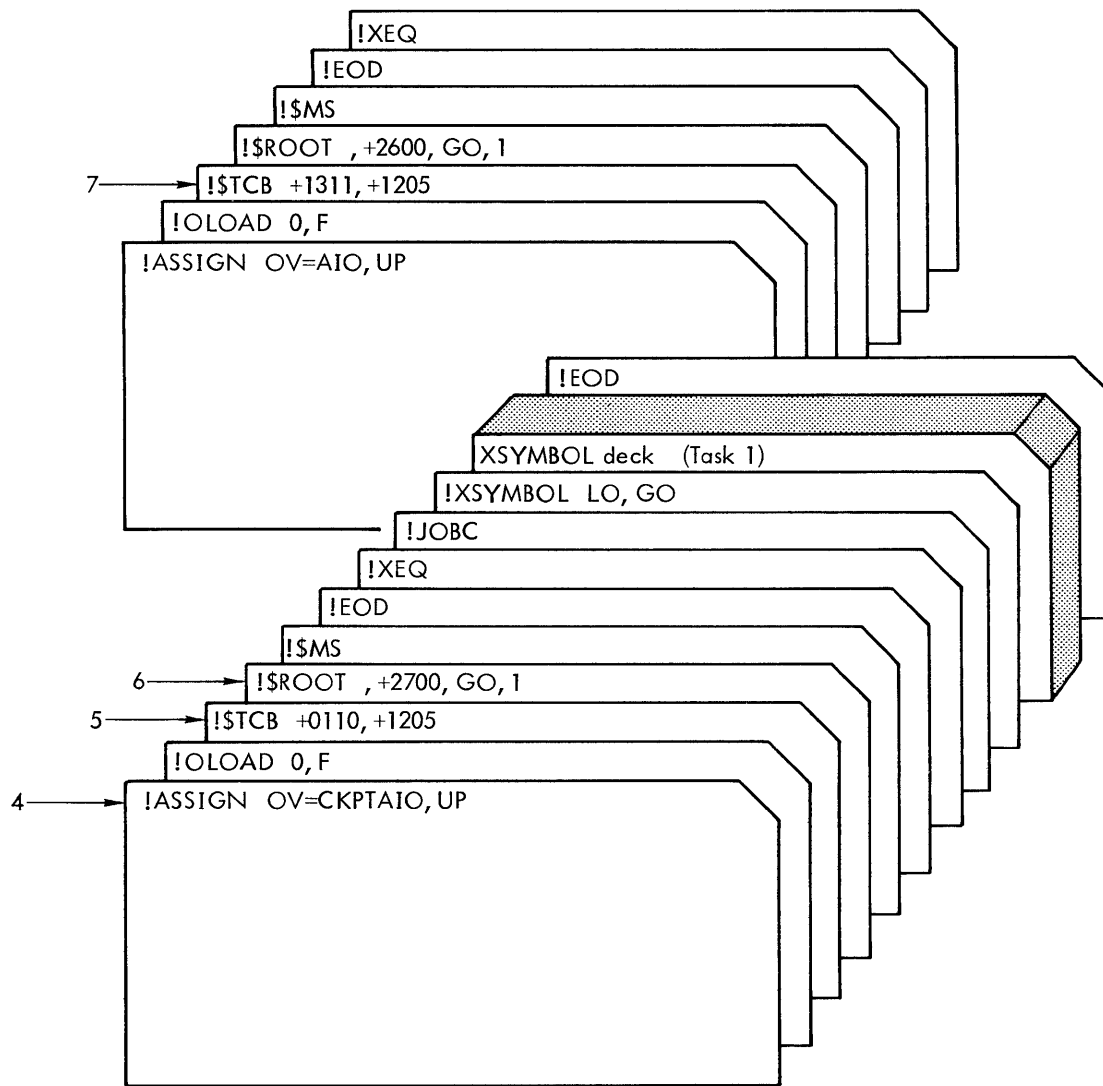 !XEQ
!EOD
!$MS
!$ROOT , +2600, GO, 1
7 !$TCB +1311, +1205
!OLOAD 0, F
!ASSIGN OV=AIO, UP
!EOD
XSYMBOL deck (Task 1)
!XSYMBOL LO, GO
!JOBC
!XEQ
!EOD
!$MS
6 !$ROOT , +2700, GO, 1
5 !$TCB +0110, +1205
!OLOAD 0, F
4 !ASSIGN OV=CKPTAIO, UP